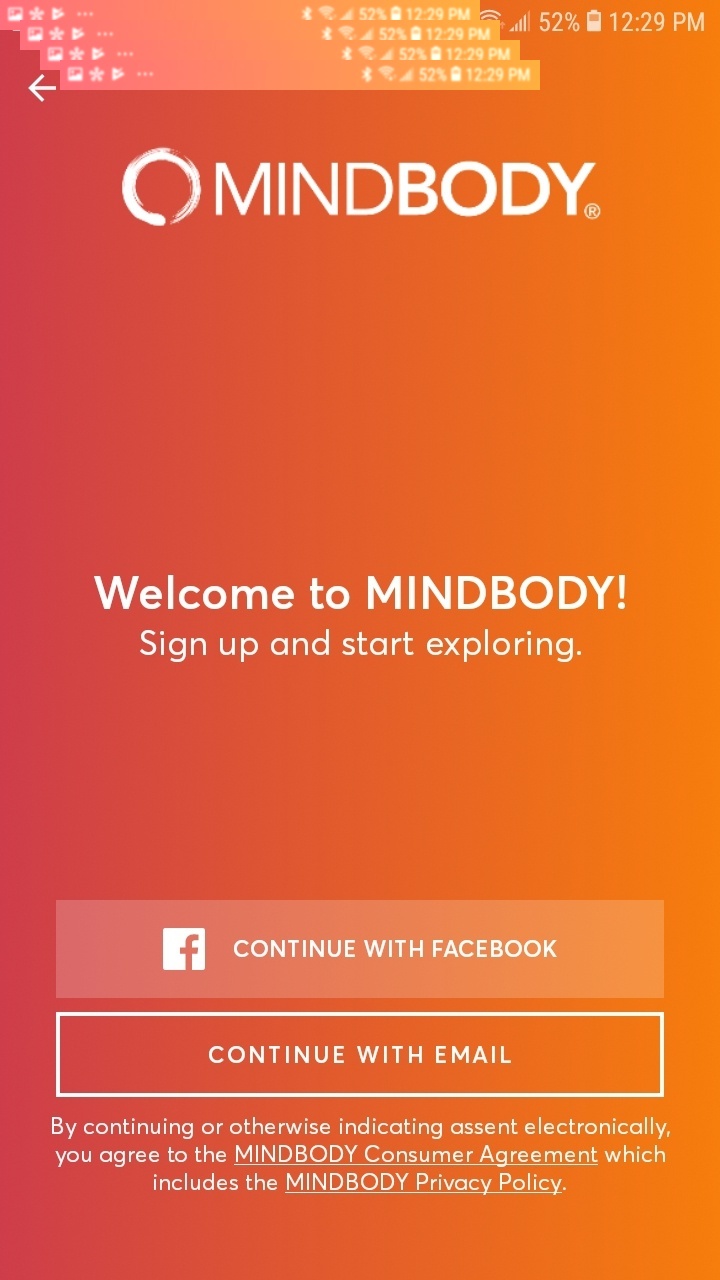 52% 12:29 PM
52% 12:29 PM
52% 12:29 PM
52% 12:29 PM
52% 12:29 PM
MINDBODY®
Welcome to MINDBODY!
Sign up and start exploring.
CONTINUE WITH FACEBOOK
CONTINUE WITH EMAIL
By continuing or otherwise indicating assent electronically,
you agree to the MINDBODY Consumer Agreement which
includes the MINDBODY Privacy Policy.